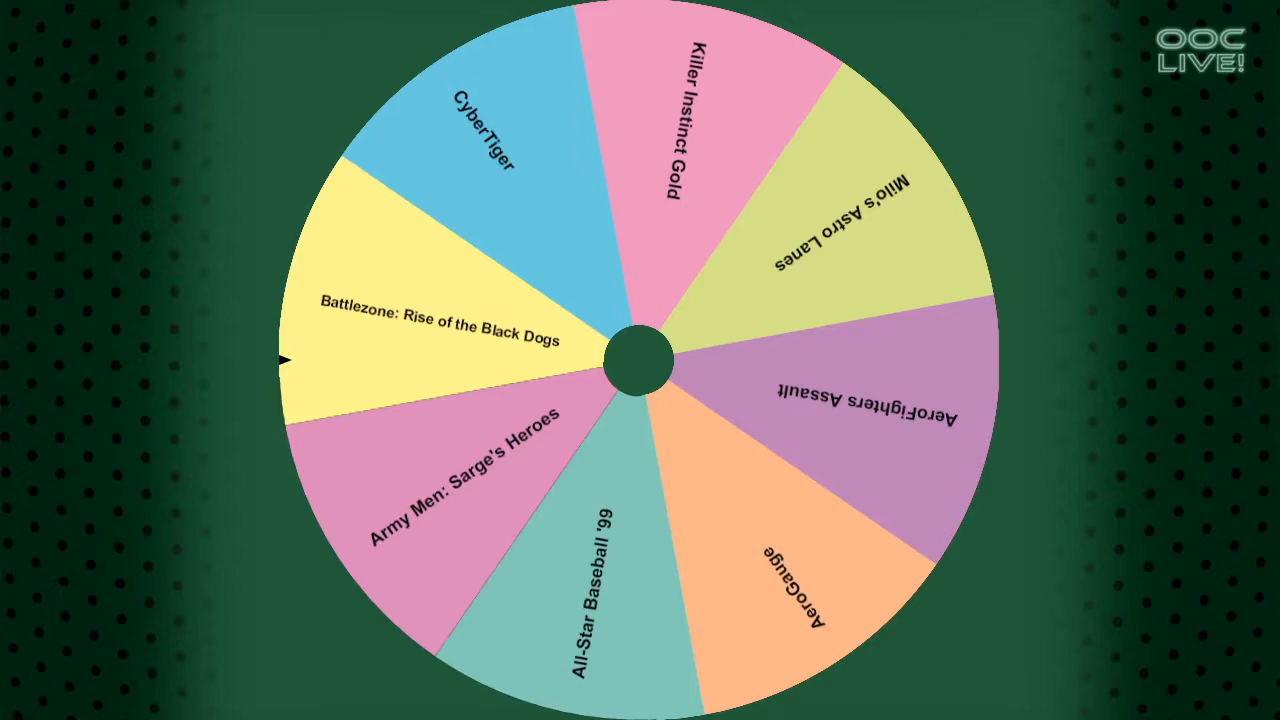 OOC
LIVE!
Killer Instinct Gold
Milo's Astro Lanes
AeroFighters Assault
AeroGauge
All-Star Baseball '99
Army Men: Sarge's Heroes
Battlezone: Rise of the Black Dogs
CyberTiger